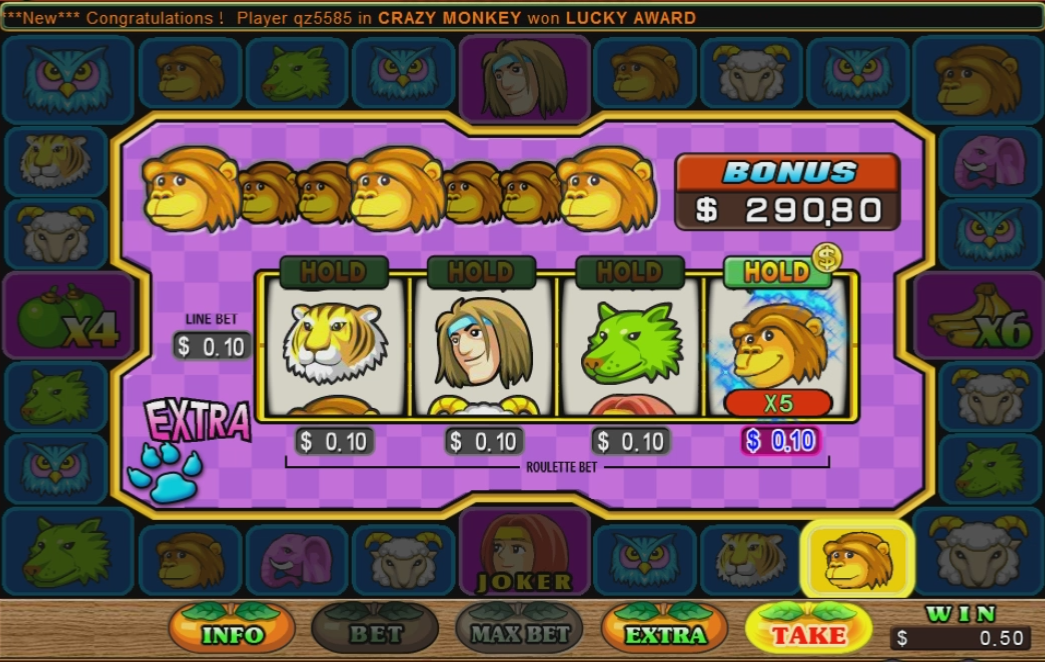 ***New*** Congratulations !  Player qz5585 in CRAZY MONKEY won LUCKY AWARD
BONUS
$ 290.80
HOLD HOLD HOLD HOLD $
LINE BET
$ 0.10
X4
X6
X5
EXTRA
$ 0.10 $ 0.10 $ 0.10 $ 0.10
ROULETTE BET
JOKER
INFO BET MAX BET EXTRA TAKE
WIN
$ 0.50